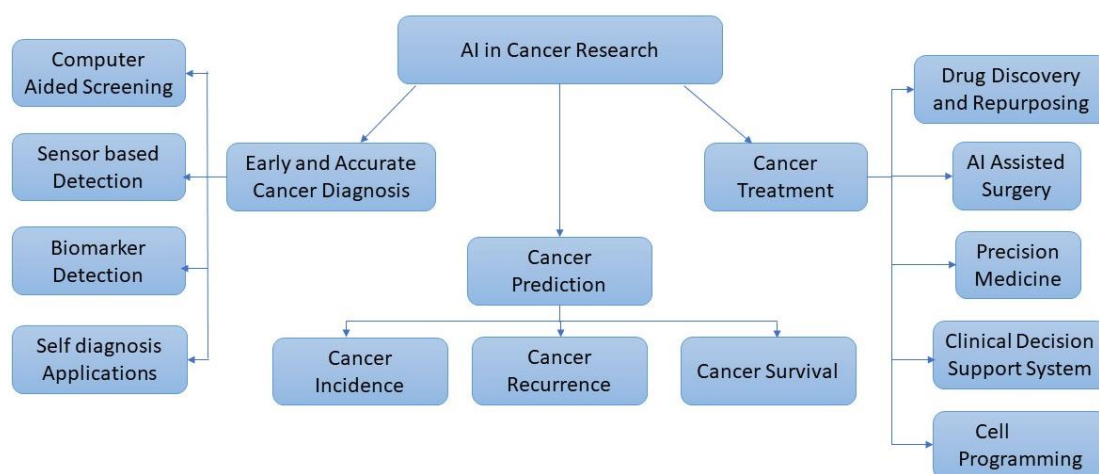 AI in Cancer Research
Computer
Aided Screening
Sensor based
Detection
Biomarker
Detection
Self diagnosis
Applications
Early and Accurate
Cancer Diagnosis
Cancer
Prediction
Cancer
Incidence
Cancer
Recurrence
Cancer Survival
Cancer
Treatment
Drug Discovery
and Repurposing
AI Assisted
Surgery
Precision
Medicine
Clinical Decision
Support System
Cell
Programming